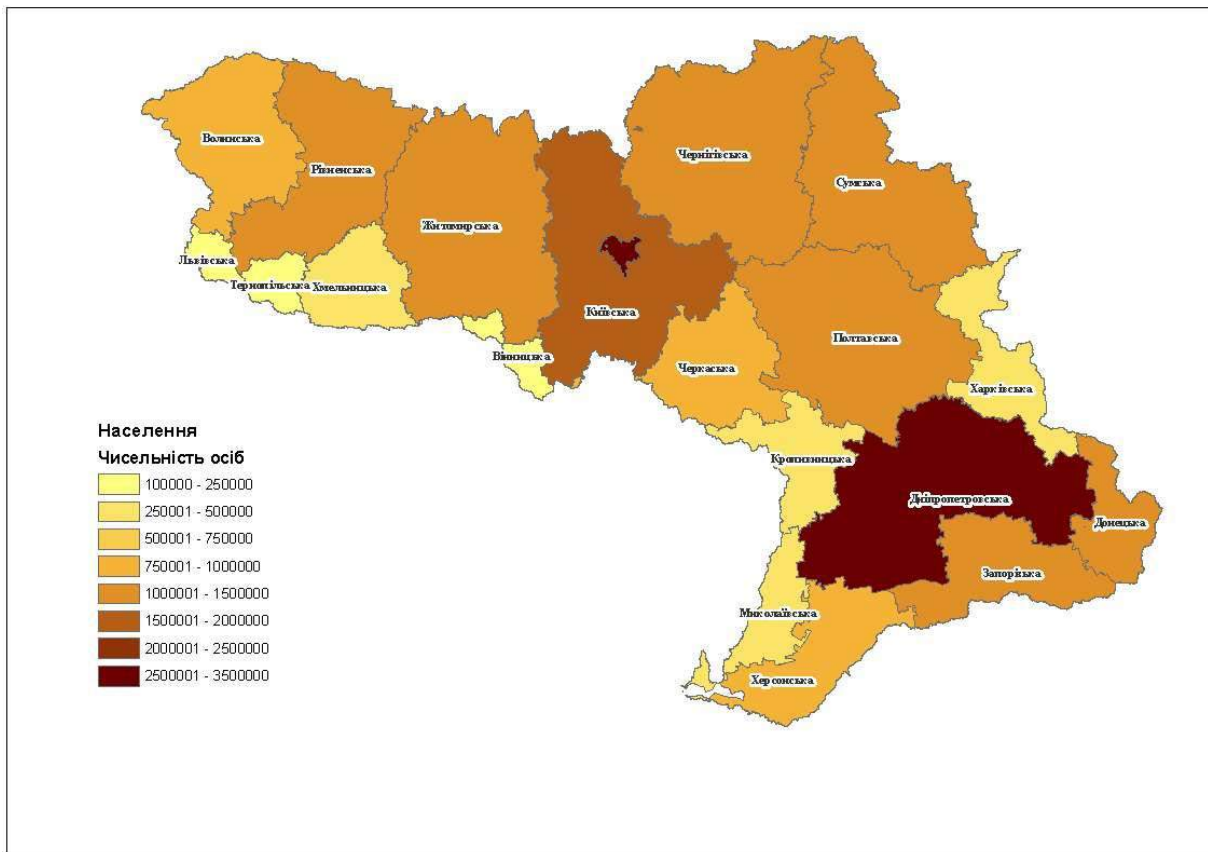 Волинська
Рівненська
Чернігівська
Сумська
Житомирська
Львівська
Тернопільська
Хмельницька
Київська
Вінницька
Черкаська
Полтавська
Харківська
Кропивницька
Дніпропетровська
Донецька
Запорізька
Миколаївська
Херсонська
Населення
Чисельність осіб
100000 - 250000
250001 - 500000
500001 - 750000
750001 - 1000000
1000001 - 1500000
1500001 - 2000000
2000001 - 2500000
2500001 - 3500000